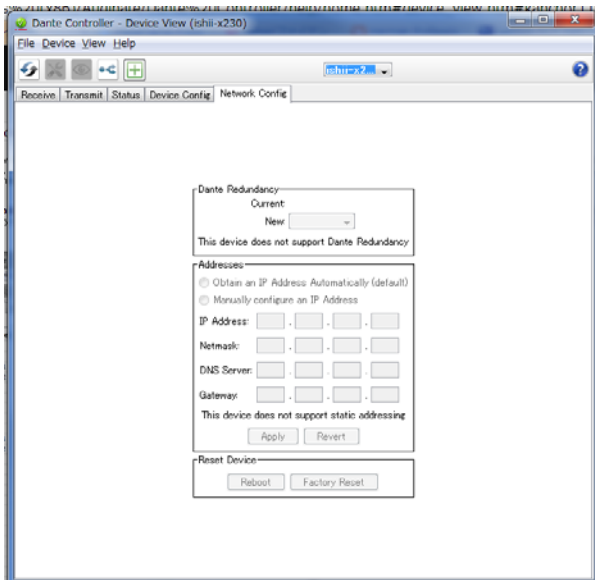 Dante Controller - Device View (ishii-x230)
File Device View Help
ishii-x2...
Receive Transmit Status Device Config Network Config
Dante Redundancy
Current:
New:
This device does not support Dante Redundancy
Addresses
Obtain an IP Address Automatically (default)
Manually configure an IP Address
IP Address: . . .
Netmask: . . .
DNS Server: . . .
Gateway: . . .
This device does not support static addressing
Apply Revert
Reset Device
Reboot Factory Reset